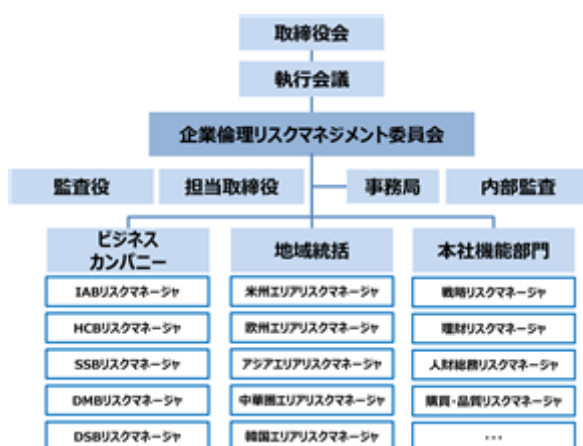 取締役会
執行会議
企業倫理リスクマネジメント委員会
監査役
担当取締役
事務局
内部監査
ビジネス
カンパニー
IABリスクマネージャ
HCBリスクマネージャ
SSBリスクマネージャ
DMBリスクマネージャ
DSBリスクマネージャ
地域統括
米州エリアリスクマネージャ
欧州エリアリスクマネージャ
アジアエリアリスクマネージャ
中華圏エリアリスクマネージャ
韓国エリアリスクマネージャ
本社機能部門
戦略リスクマネージャ
理財リスクマネージャ
人財総務リスクマネージャ
購買・品質リスクマネージャ
...